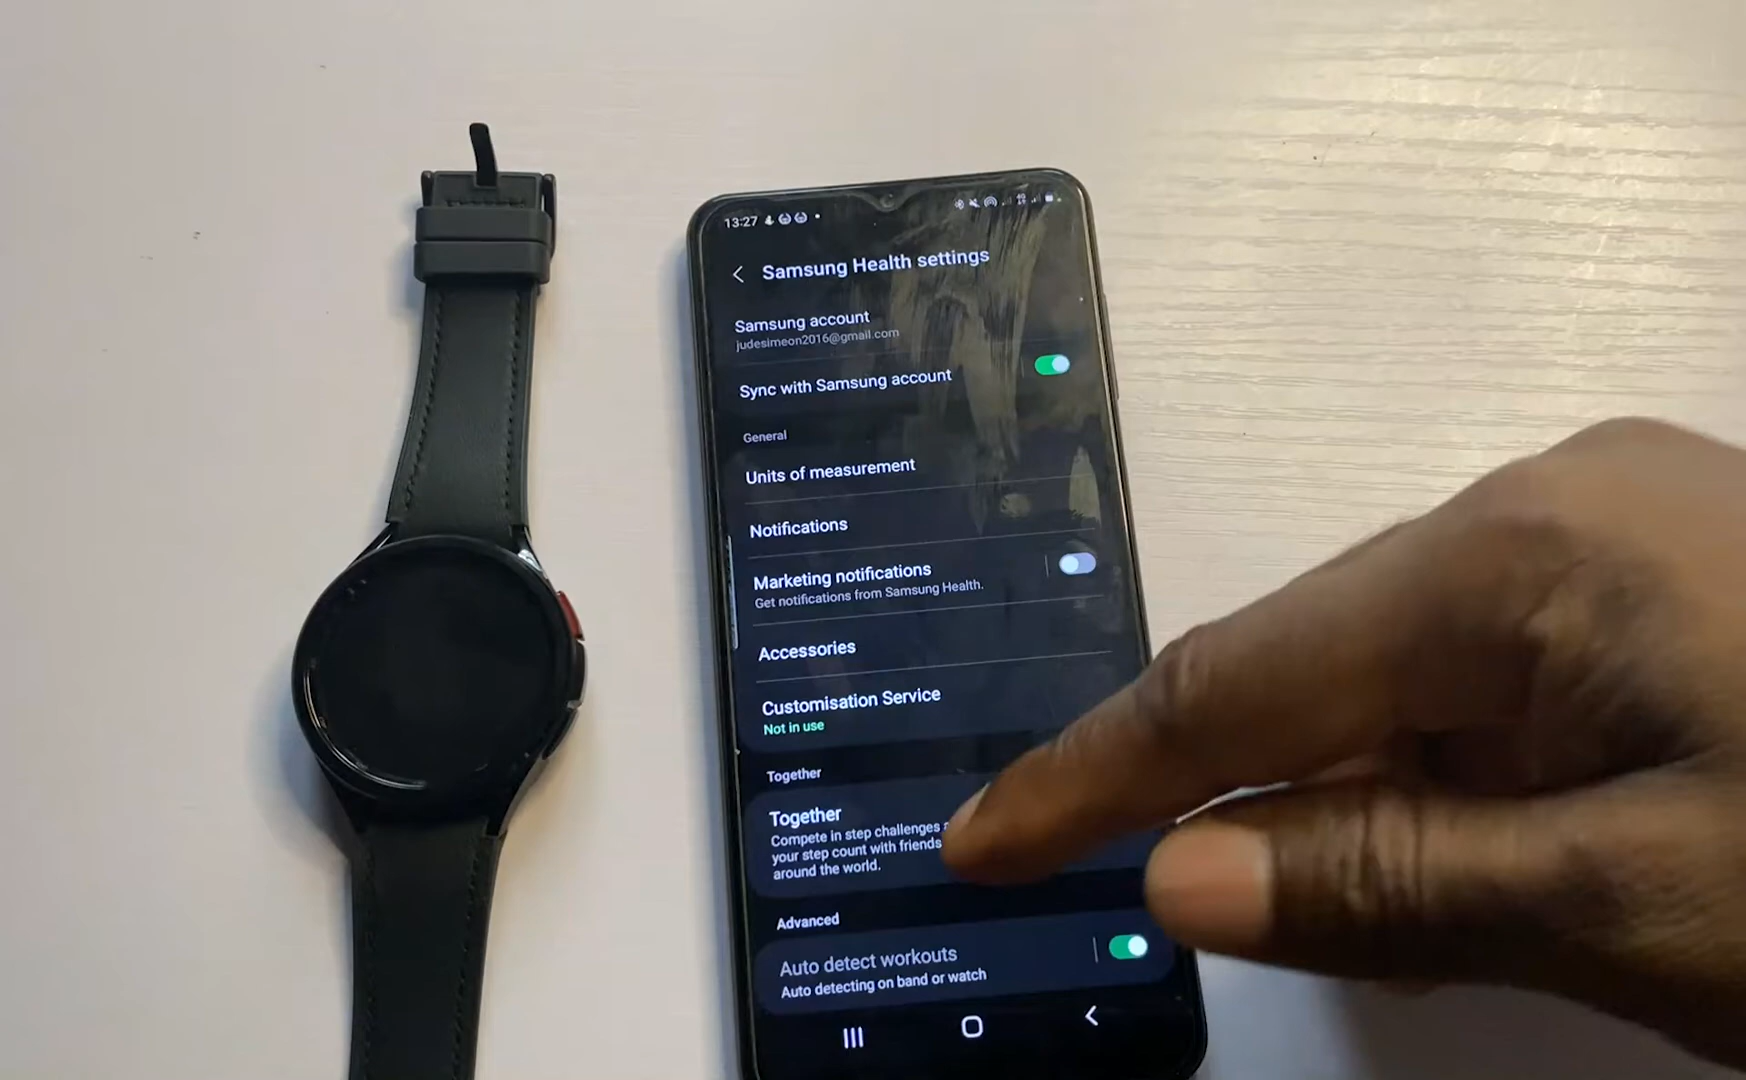 13:27
Samsung Health settings
Samsung account
judesimeon2016@gmail.com
Sync with Samsung account
General
Units of measurement
Notifications
Marketing notifications
Get notifications from Samsung Health.
Accessories
Customisation Service
Not in use
Together
Together
Compete in step challenges
your step count with friends
around the world.
Advanced
Auto detect workouts
Auto detecting on band or watch